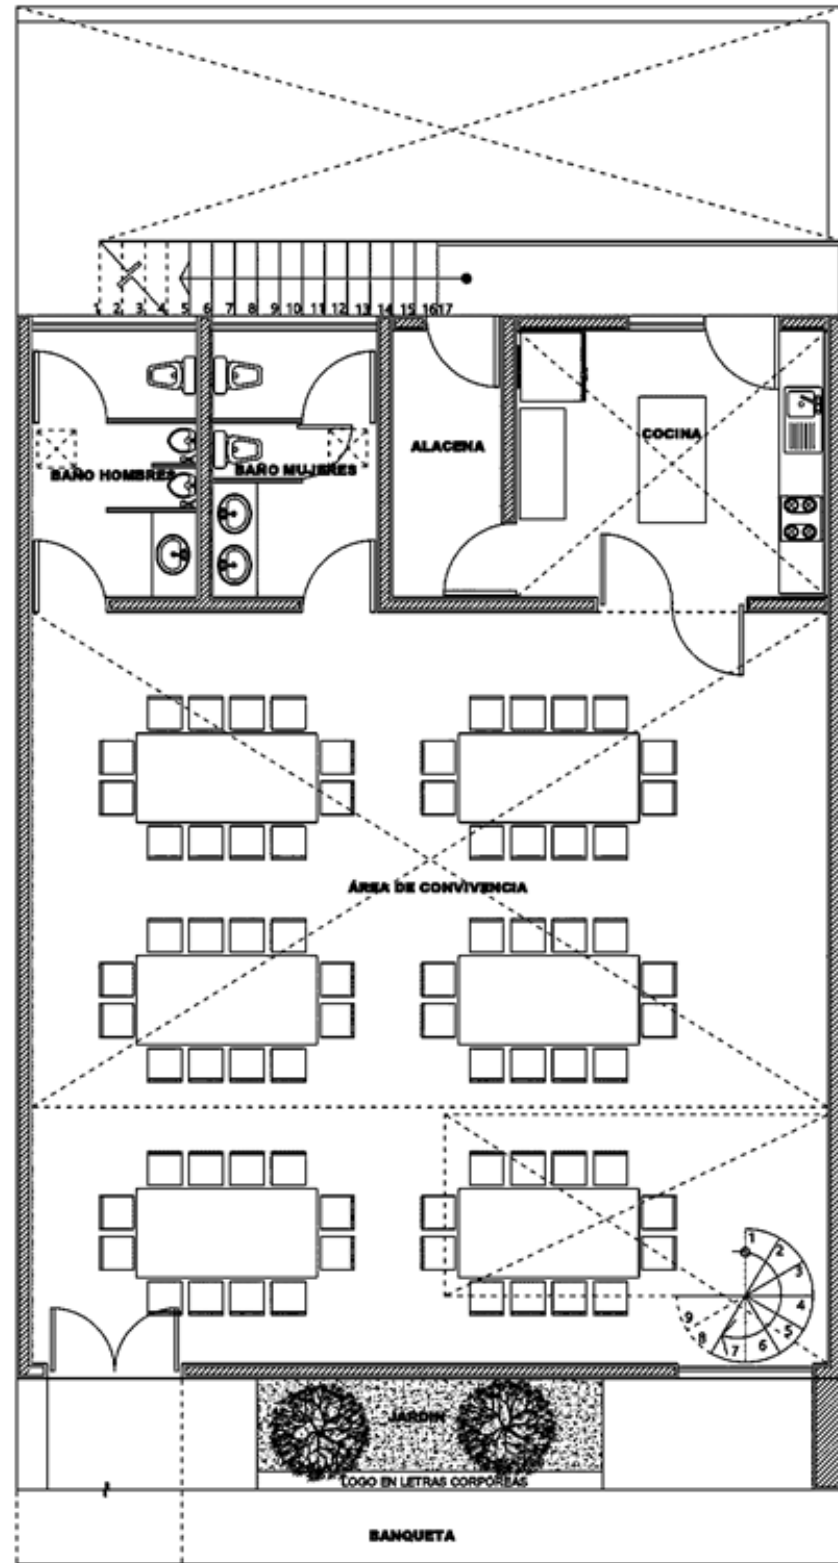 1 2 3 4 5 6 7 8 9 10 11 12 13 14 15 16 17
ALACENA
COCINA
BAÑO HOMBRES
BAÑO MUJERES
ÁREA DE CONVIVENCIA
1
2
3
4
5
6
7
8
9
JARDIN
LOGO EN LETRAS CORPOREAS
BANQUETA